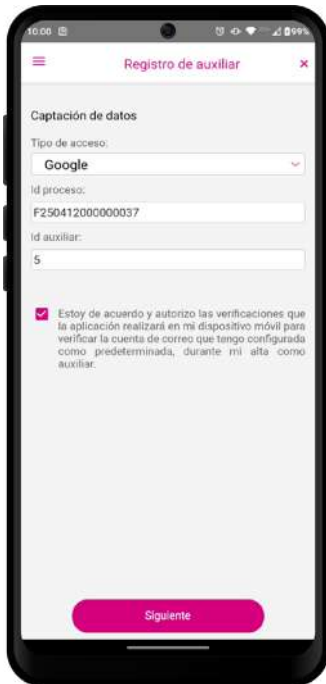 10:00
99%
Registro de auxiliar
Captación de datos
Tipo de acceso:
Google
Id proceso:
F250412000000037
Id auxiliar:
5
Estoy de acuerdo y autorizo las verificaciones que
la aplicación realizará en mi dispositivo móvil para
verificar la cuenta de correo que tengo configurada
como predeterminada, durante mi alta como
auxiliar.
Siguiente